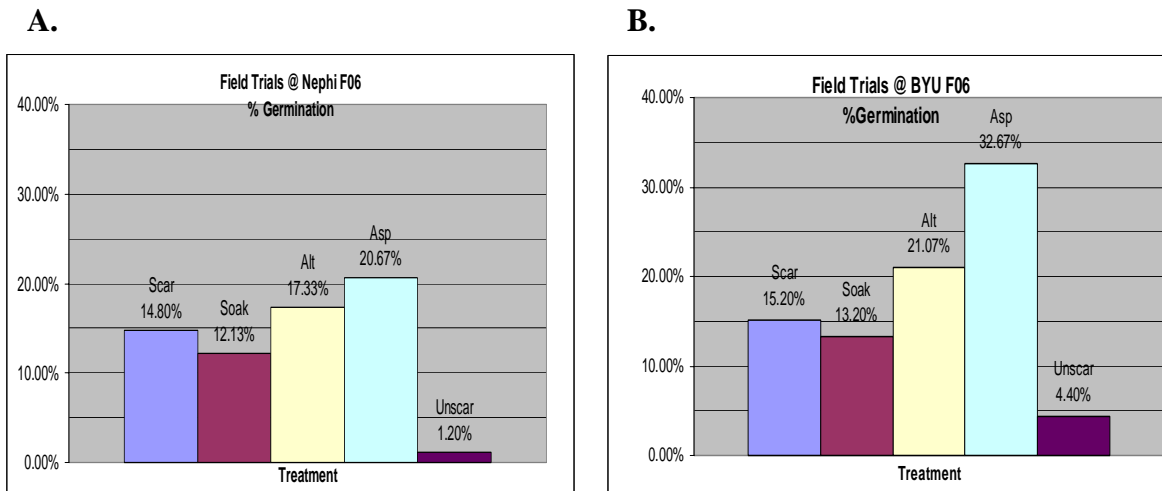 A.
Field Trials @ Nephi F06
% Germination
40.00%
30.00%
20.00%
10.00%
0.00%
Scar
14.80%
Soak
12.13%
Alt
17.33%
Asp
20.67%
Unscar
1.20%
Treatment
B.
Field Trials @ BYU F06
%Germination
40.00%
30.00%
20.00%
10.00%
0.00%
Scar
15.20%
Soak
13.20%
Alt
21.07%
Asp
32.67%
Unscar
4.40%
Treatment